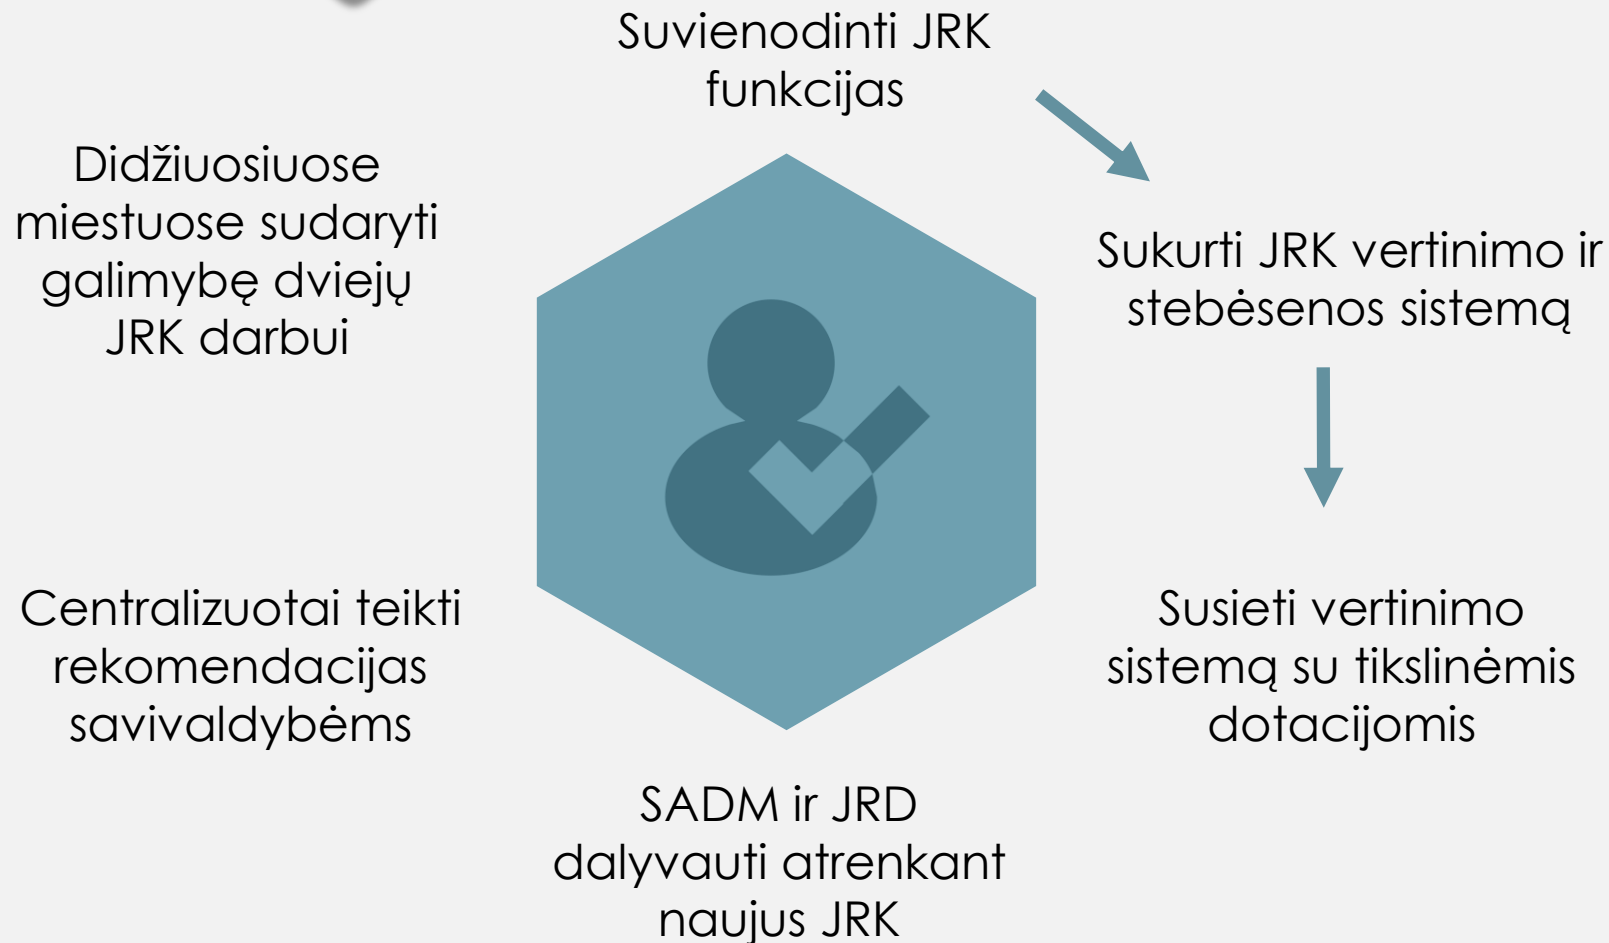 Suvienodinti JRK
funkcijas
Didžiuosiuose
miestuose sudaryti
galimybę dviejų
JRK darbui
Sukurti JRK vertinimo ir
stebėsenos sistemą
Centralizuotai teikti
rekomendacijas
savivaldybėms
Susieti vertinimo
sistemą su tikslinėmis
dotacijomis
SADM ir JRD
dalyvauti atrenkant
naujus JRK